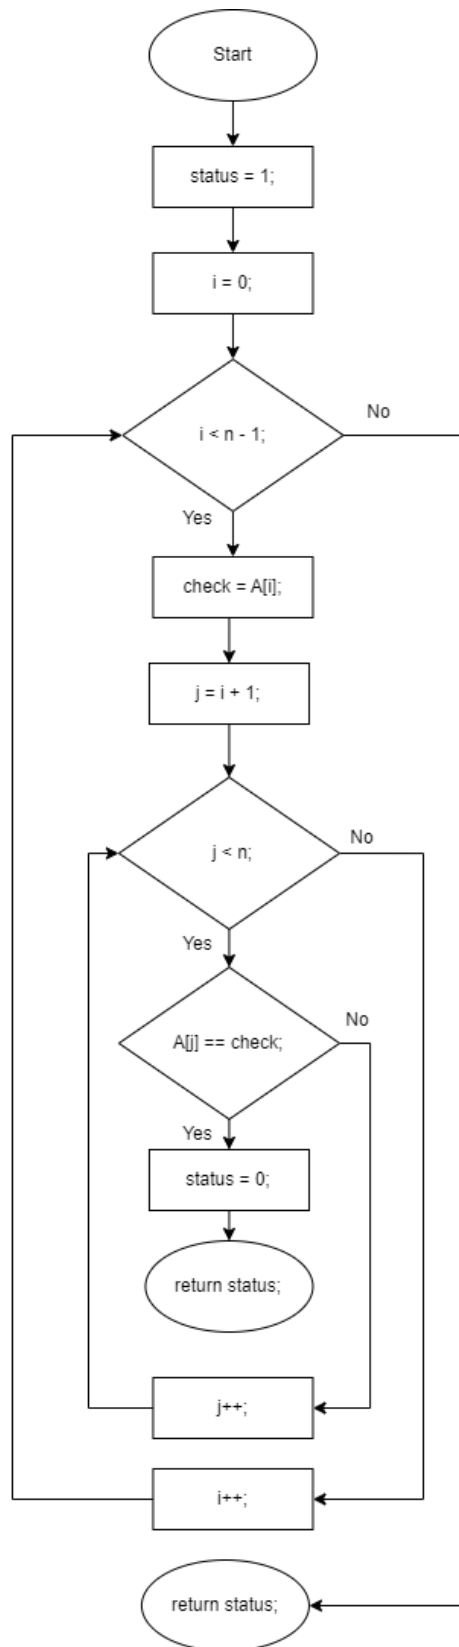 Start
status = 1;
i = 0;
i < n - 1;
No
Yes
check = A[i];
j = i + 1;
j < n;
No
Yes
A[j] == check;
No
Yes
status = 0;
return status;
j++;
i++;
return status;